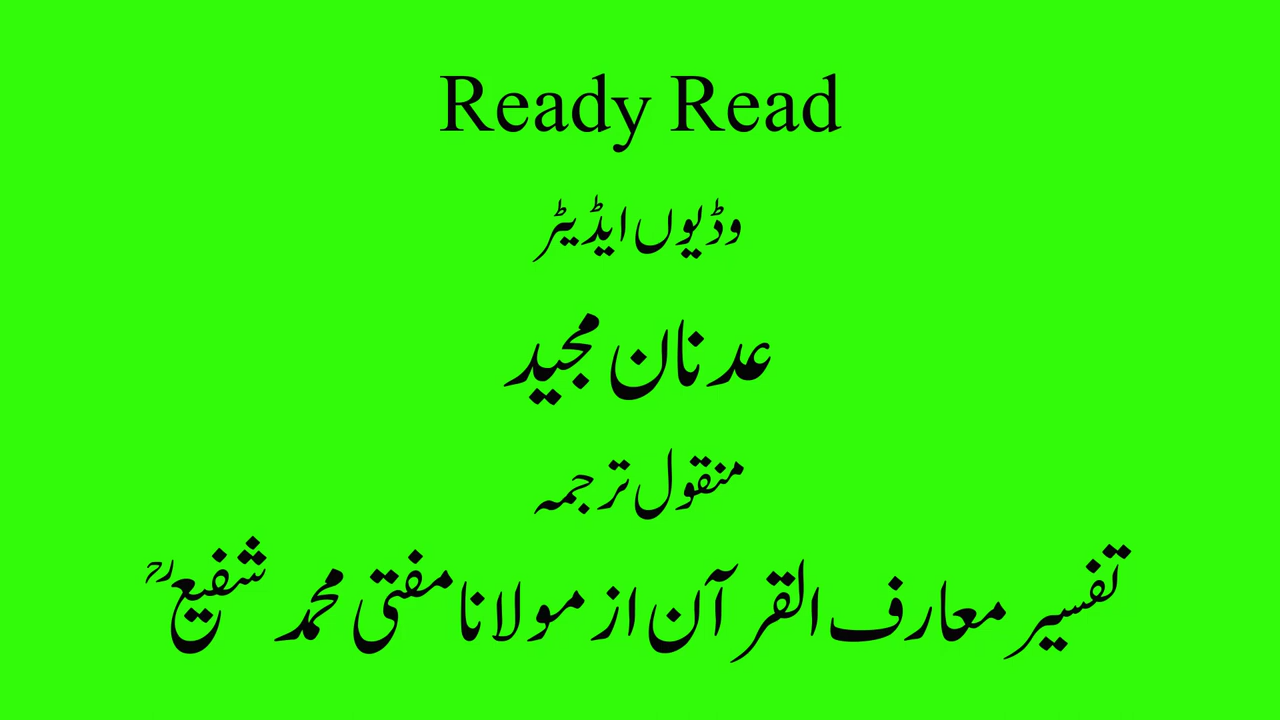 Ready Read
وڈیوں ایڈیٹر
عدنان مجید
منقول ترجمہ
تفسیر معارف القرآن از مولانا مفتی محمد شفیعؒ